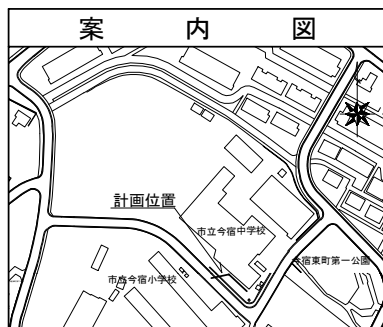 案内図
計画位置
市立今宿中学校
今宿東町第一公園
市立今宿小学校